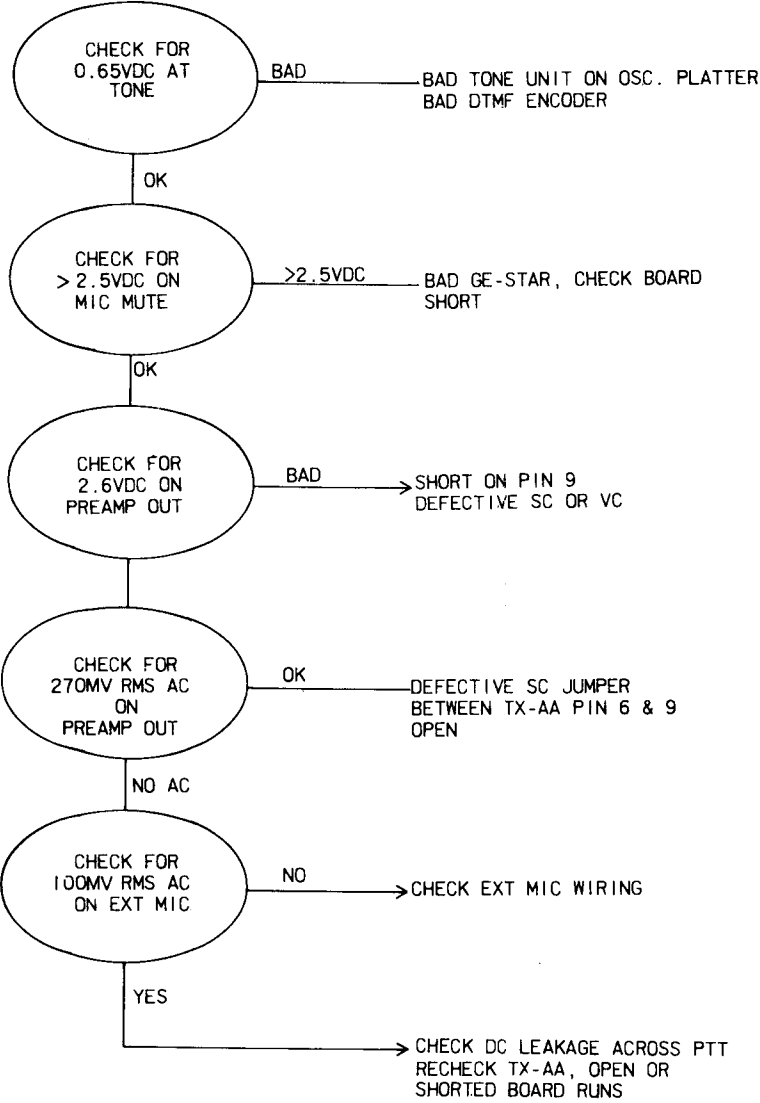 CHECK FOR
0.65VDC AT
TONE
BAD
BAD TONE UNIT ON OSC. PLATTER
BAD DTMF ENCODER
OK
CHECK FOR
>2.5VDC ON
MIC MUTE
>2.5VDC
BAD GE-STAR, CHECK BOARD
SHORT
OK
CHECK FOR
2.6VDC ON
PREAMP OUT
BAD
SHORT ON PIN 9
DEFECTIVE SC OR VC
CHECK FOR
270MV RMS AC
ON
PREAMP OUT
OK
DEFECTIVE SC JUMPER
BETWEEN TX-AA PIN 6 & 9
OPEN
NO AC
CHECK FOR
100MV RMS AC
ON EXT MIC
NO
CHECK EXT MIC WIRING
YES
CHECK DC LEAKAGE ACROSS PTT
RECHECK TX-AA, OPEN OR
SHORTED BOARD RUNS